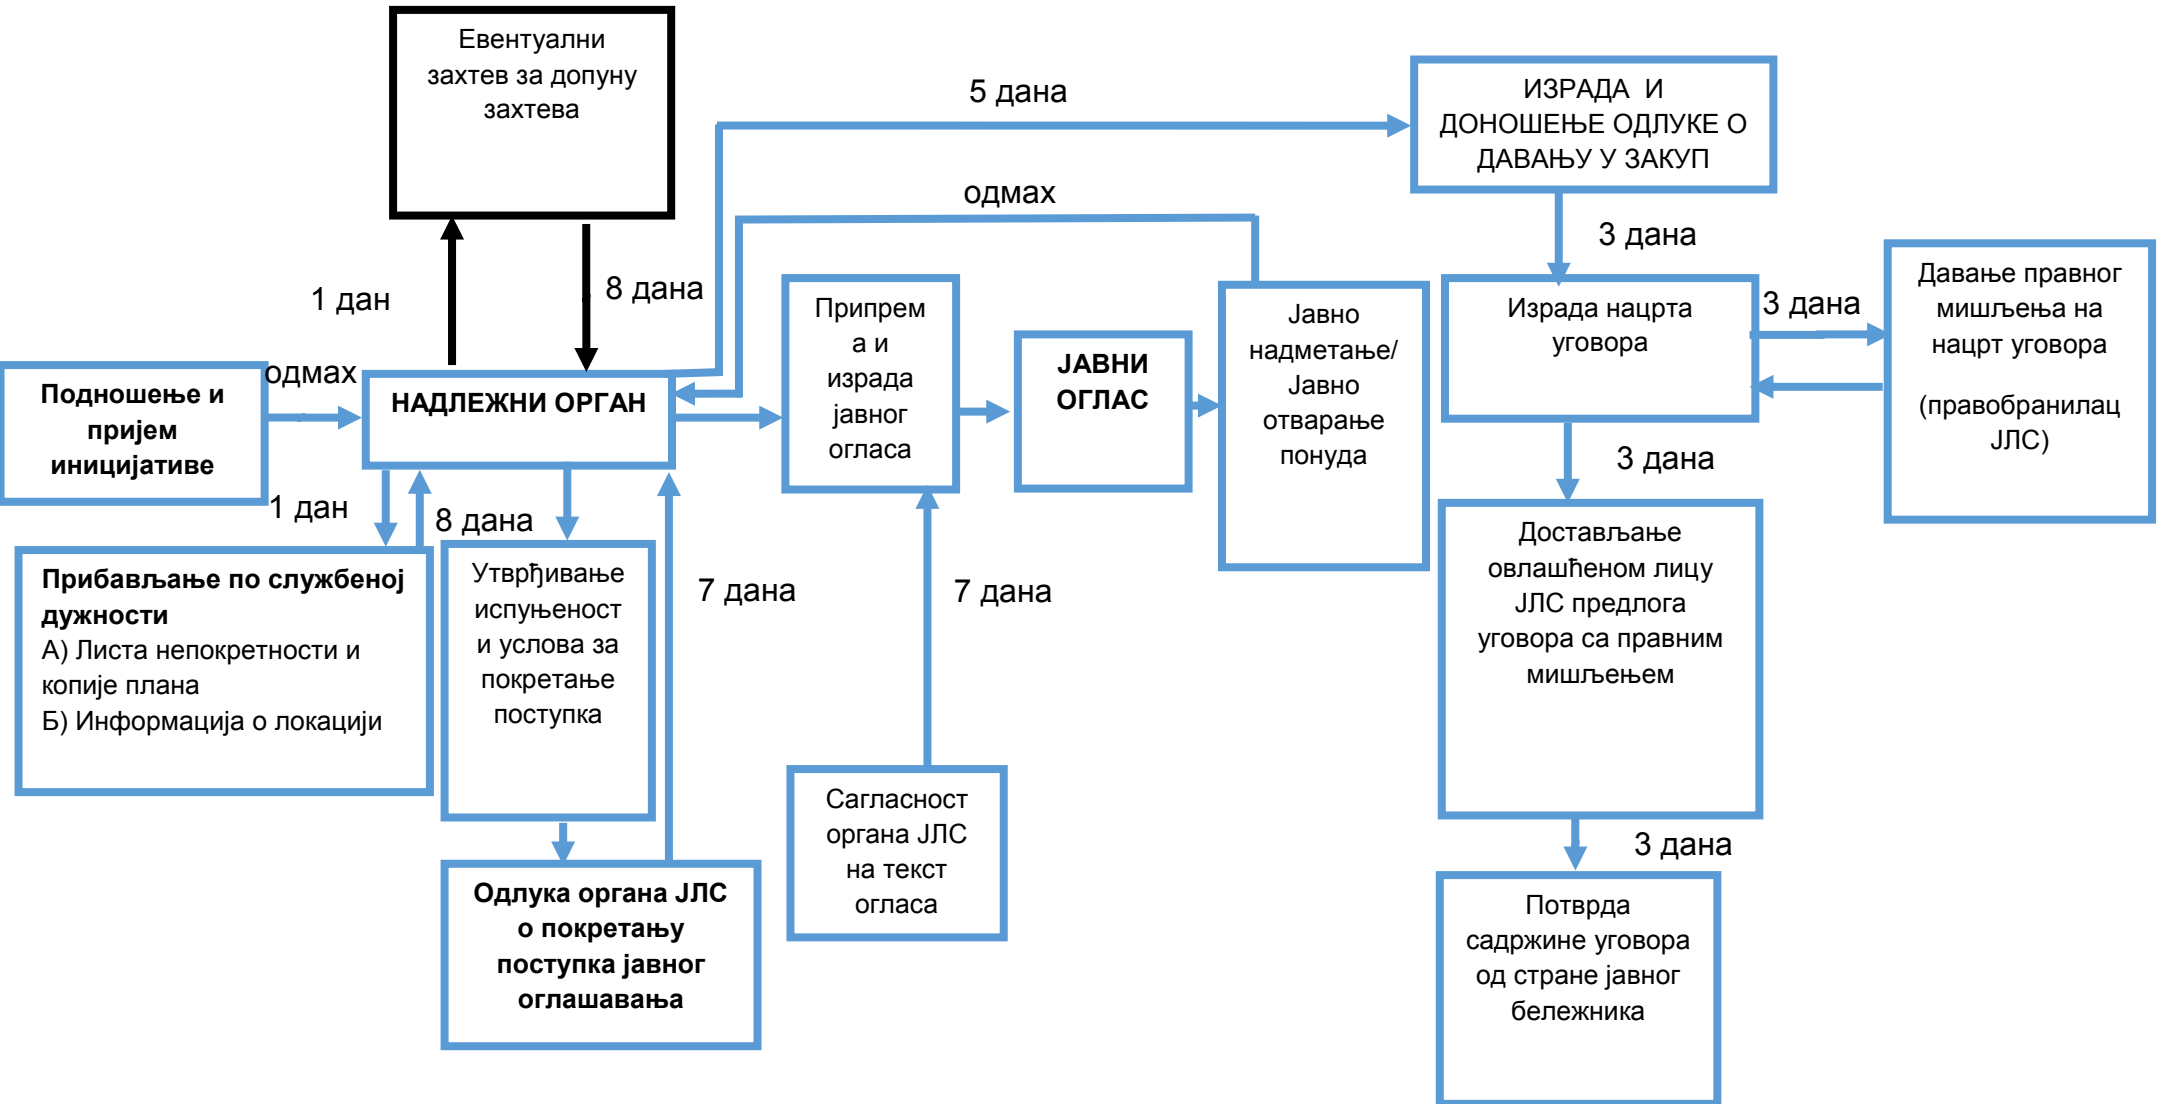 Евентуални
захтев за допуну
захтева
5 дана
ИЗРАДА И
ДОНОШЕЊЕ ОДЛУКЕ О
ДАВАЊУ У ЗАКУП
одмах
3 дана
1 дан
8 дана
Припрем
а и
израда
јавног
огласа
Јавно
надметање/
Јавно
отварање
понуда
Израда нацрта
уговора
3 дана
Давање правног
мишљења на
нацрт уговора
(правобранилац
ЈЛС)
Подношење и
пријем
иницијативе
одмах
НАДЛЕЖНИ ОРГАН
ЈАВНИ
ОГЛАС
3 дана
1 дан
8 дана
Прибављање по службеној
дужности
А) Листа непокретности и
копије плана
Б) Информација о локацији
Утврђивање
испуњеност
и услова за
покретање
поступка
7 дана
7 дана
Достављање
овлашћеном лицу
ЈЛС предлога
уговора са правним
мишљењем
Сагласност
органа ЈЛС
на текст
огласа
3 дана
Одлука органа ЈЛС
о покретању
поступка јавног
оглашавања
Потврда
садржине уговора
од стране јавног
бележника